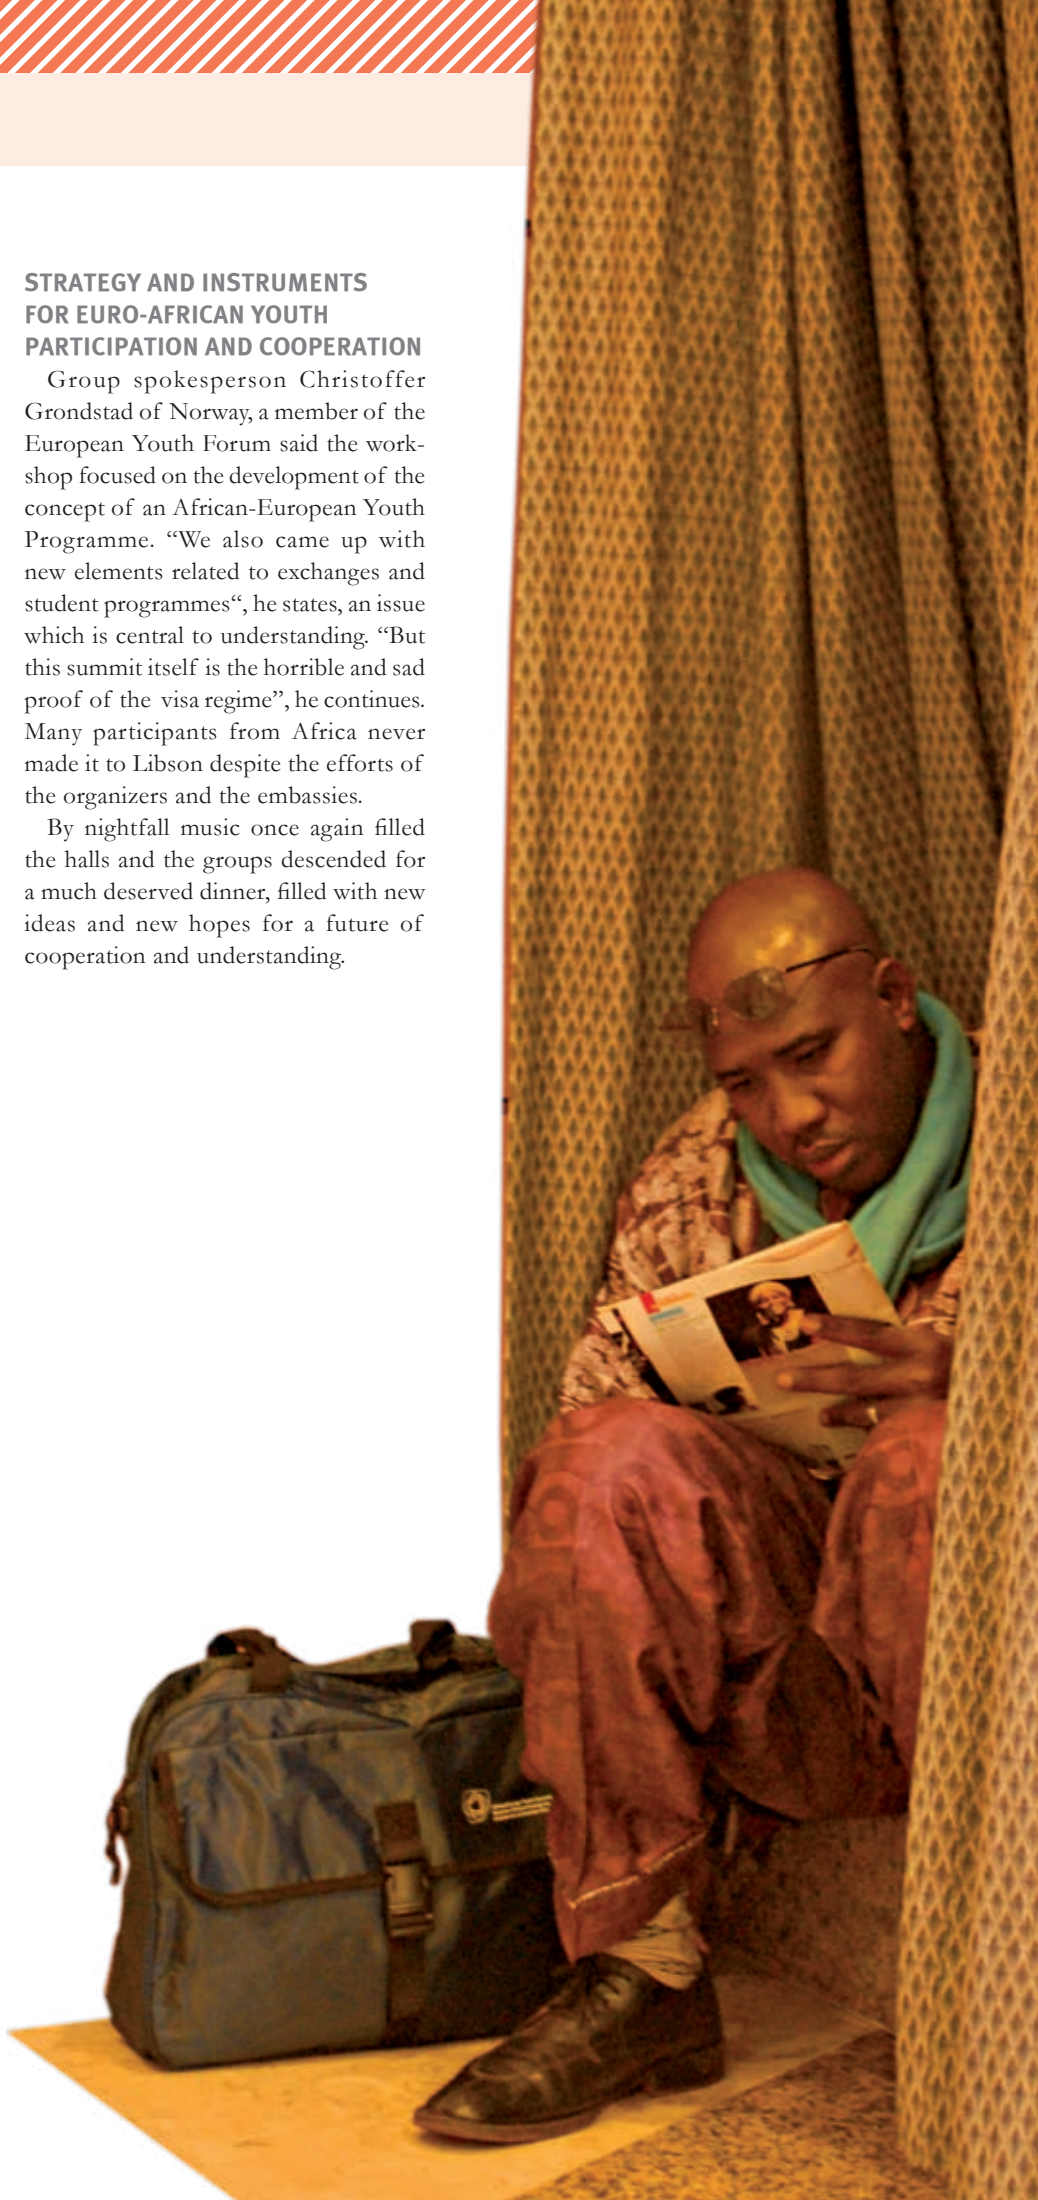 STRATEGY AND INSTRUMENTS
FOR EURO-AFRICAN YOUTH
PARTICIPATION AND COOPERATION
Group spokesperson Christoffer
Grondstad of Norway, a member of the
European Youth Forum said the work-
shop focused on the development of the
concept of an African-European Youth
Programme. “We also came up with
new elements related to exchanges and
student programmes“, he states, an issue
which is central to understanding. “But
this summit itself is the horrible and sad
proof of the visa regime”, he continues.
Many participants from Africa never
made it to Libson despite the efforts of
the organizers and the embassies.
By nightfall music once again filled
the halls and the groups descended for
a much deserved dinner, filled with new
ideas and new hopes for a future of
cooperation and understanding.